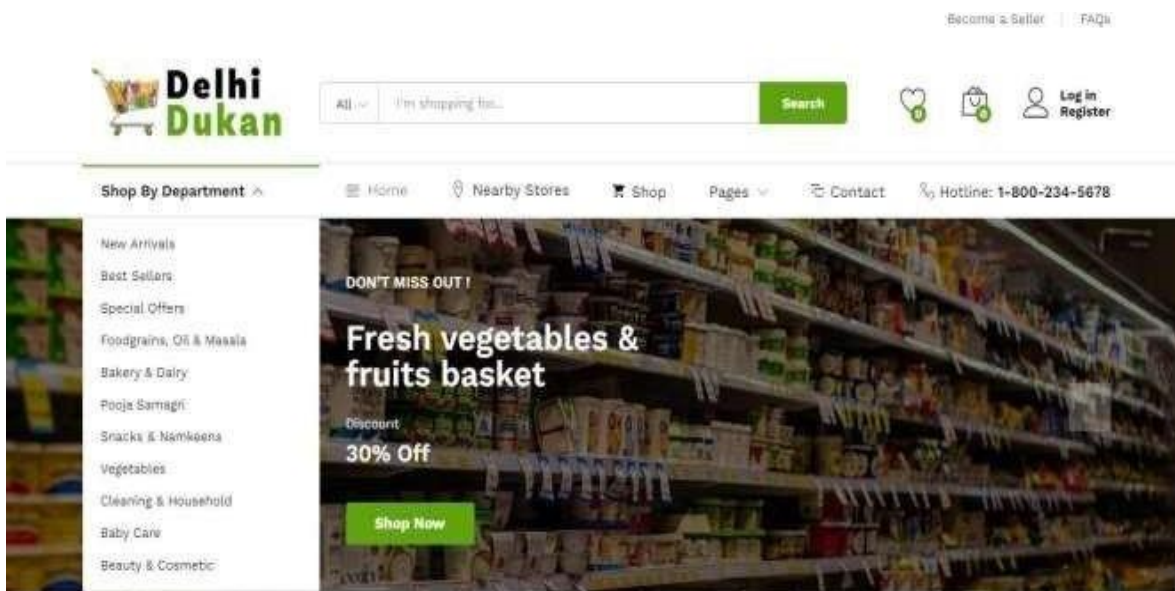 Become a Seller FAQs
Delhi
Dukan
All I'm shopping for... Search 0 0 Log in
Register
Shop By Department Home Nearby Stores Shop Pages Contact Hotline: 1-800-234-5678
New Arrivals
Best Sellers
Special Offers
Foodgrains, Oil & Masala
Bakery & Dairy
Pooja Samagri
Snacks & Namkeens
Vegetables
Cleaning & Household
Baby Care
Beauty & Cosmetic
DON'T MISS OUT !
Fresh vegetables &
fruits basket
Discount
30% Off
Shop Now